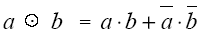 a ⊙ b = a·b + a̅·b̅